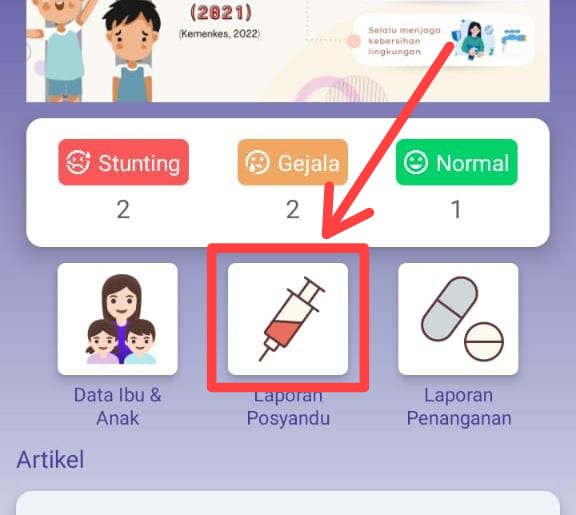 (2021)
(Kemenkes, 2022)
Selalu menjaga
kebersihan
lingkungan
Stunting
Gejala
Normal
2
2
1
Data Ibu &
Anak
Laporan
Posyandu
Laporan
Penanganan
Artikel